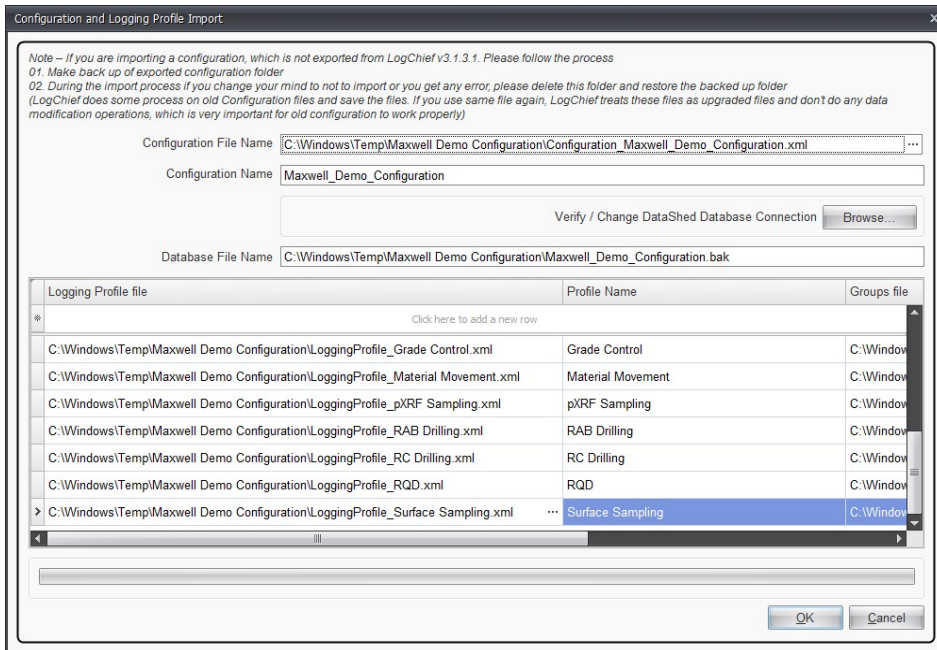 Configuration and Logging Profile Import
x
Note – If you are importing a configuration, which is not exported from LogChief v3.1.3.1. Please follow the process
01. Make back up of exported configuration folder
02. During the import process if you change your mind to not to import or you get any error, please delete this folder and restore the backed up folder
(LogChief does some process on old Configuration files and save the files. If you use same file again, LogChief treats these files as upgraded files and don't do any data
modification operations, which is very important for old configuration to work properly)
Configuration File Name C:\Windows\Temp\Maxwell Demo Configuration\Configuration_Maxwell_Demo_Configuration.xml ...
Configuration Name Maxwell_Demo_Configuration
Verify / Change DataShed Database Connection Browse...
Database File Name C:\Windows\Temp\Maxwell Demo Configuration\Maxwell_Demo_Configuration.bak
Logging Profile file Profile Name Groups file
Click here to add a new row
C:\Windows\Temp\Maxwell Demo Configuration\LoggingProfile_Grade Control.xml Grade Control C:\Window
C:\Windows\Temp\Maxwell Demo Configuration\LoggingProfile_Material Movement.xml Material Movement C:\Window
C:\Windows\Temp\Maxwell Demo Configuration\LoggingProfile_pXRF Sampling.xml pXRF Sampling C:\Window
C:\Windows\Temp\Maxwell Demo Configuration\LoggingProfile_RAB Drilling.xml RAB Drilling C:\Window
C:\Windows\Temp\Maxwell Demo Configuration\LoggingProfile_RC Drilling.xml RC Drilling C:\Window
C:\Windows\Temp\Maxwell Demo Configuration\LoggingProfile_RQD.xml RQD C:\Window
C:\Windows\Temp\Maxwell Demo Configuration\LoggingProfile_Surface Sampling.xml ... Surface Sampling C:\Window
OK Cancel